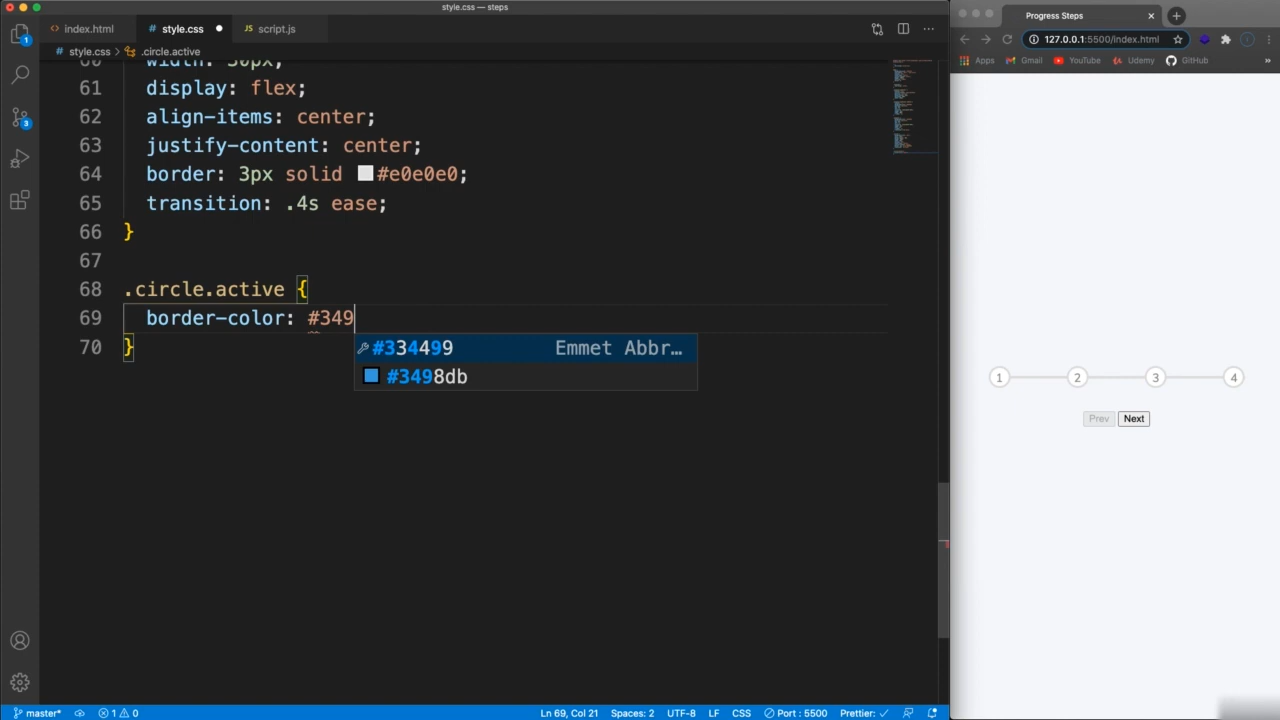 style.css — steps
index.html
style.css
JS script.js
# style.css > .circle.active
60 width: 30px;
61 display: flex;
62 align-items: center;
63 justify-content: center;
64 border: 3px solid #e0e0e0;
65 transition: .4s ease;
66 }
67
68 .circle.active {
69 border-color: #349
#334499 Emmet Abbr…
#3498db
70 }
1
3
master*
1 0
Ln 69, Col 21
Spaces: 2
UTF-8
LF
CSS
Port : 5500
Prettier: ✓
Progress Steps
127.0.0.1:5500/index.html
Apps
Gmail
YouTube
Udemy
GitHub
»
1 2 3 4
Prev Next